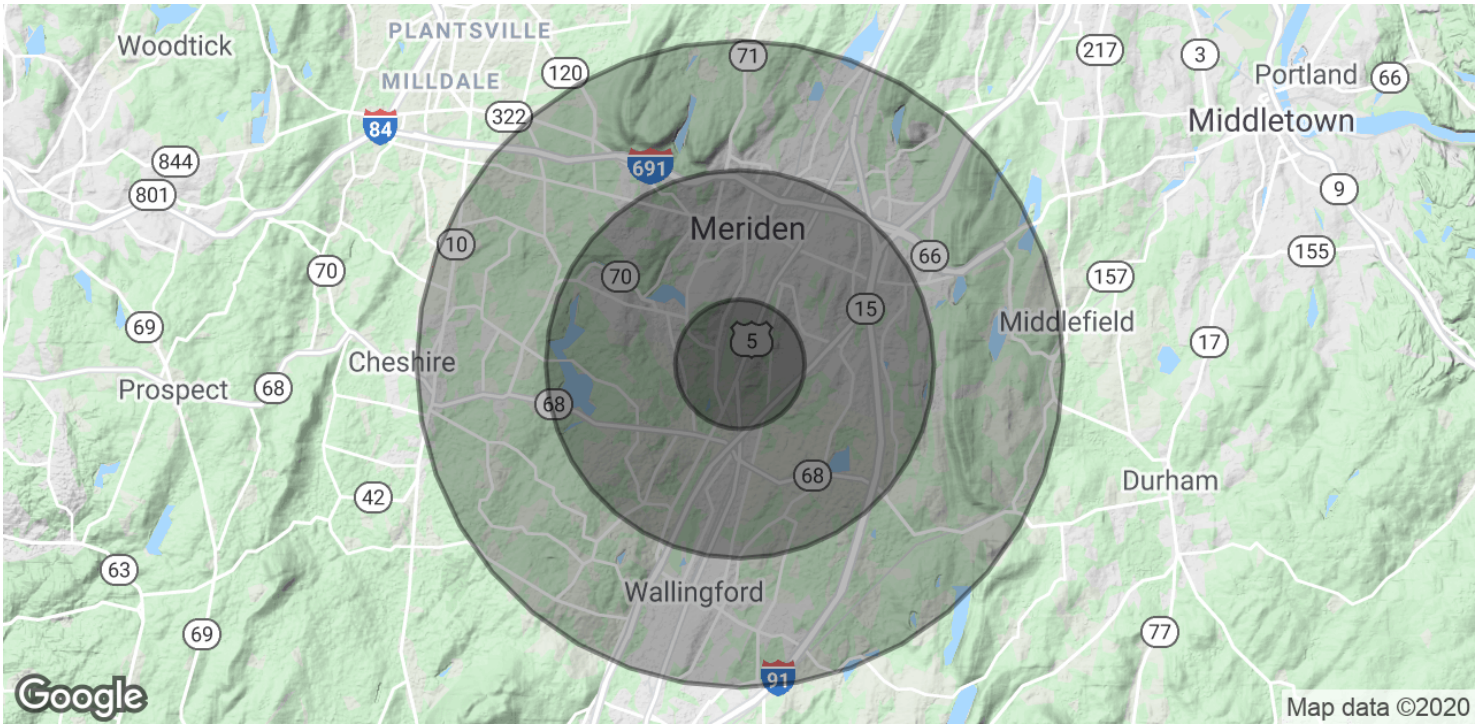 PLANTSVILLE
Woodtick
71
217
3
120
Portland
66
MILLDALE
322
84
Middletown
844
691
801
9
Meriden
10
66
155
70
70
157
15
69
Middlefield
5
17
Cheshire
Prospect
68
68
68
Durham
42
63
Wallingford
69
77
91
Google
Map data ©2020